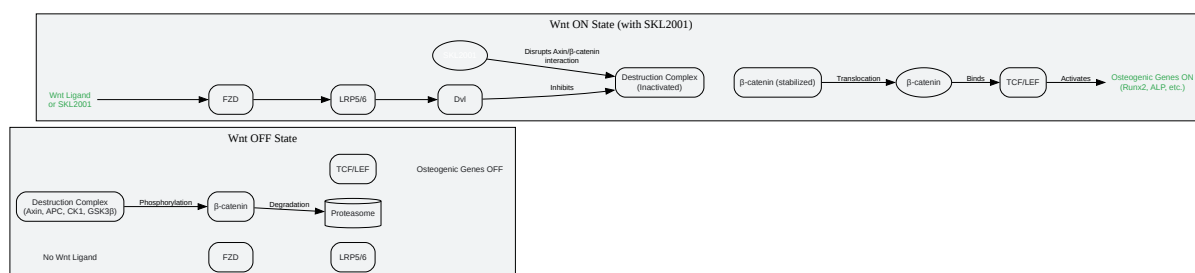 Wnt ON State (with SKL2001)
Disrupts Axin/β-catenin
interaction
Wnt Ligand
or SKL2001
FZD
LRP5/6
Dvl
Inhibits
Destruction Complex
(Inactivated)
β-catenin (stabilized)
Translocation
β-catenin
Binds
TCF/LEF
Activates
Osteogenic Genes ON
(Runx2, ALP, etc.)
Wnt OFF State
TCF/LEF
Osteogenic Genes OFF
Destruction Complex
(Axin, APC, CK1, GSK3β)
Phosphorylation
β-catenin
Degradation
Proteasome
No Wnt Ligand
FZD
LRP5/6